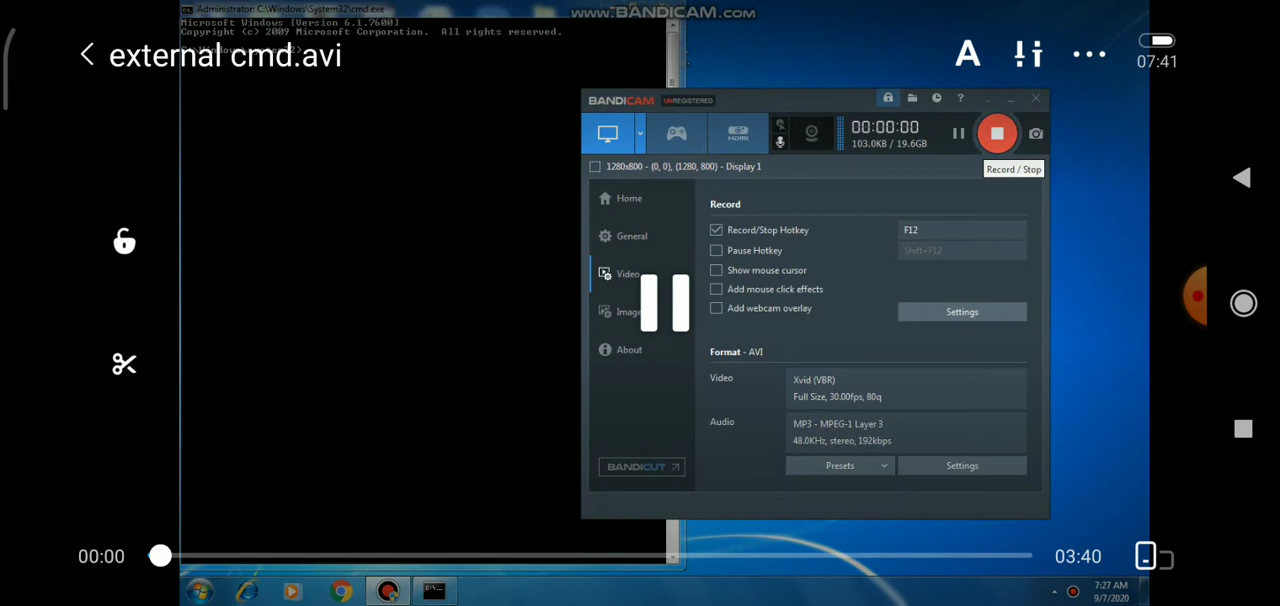 Administrator: C:\Windows\System32\cmd.exe
www.BANDICAM.com
Microsoft Windows [Version 6.1.7600]
Copyright (c) 2009 Microsoft Corporation.  All rights reserved.
external cmd.avi
A
07:41
BANDICAM UNREGISTERED
?
HDMI
00:00:00
103.0KB / 19.6GB
1280x800 - (0, 0), (1280, 800) - Display 1
Record / Stop
Home
General
Video
Image
About
BANDICUT
Record
Record/Stop Hotkey
F12
Pause Hotkey
Shift+F12
Show mouse cursor
Add mouse click effects
Add webcam overlay
Settings
Format - AVI
Video
Xvid (VBR)
Full Size, 30.00fps, 80q
Audio
MP3 - MPEG-1 Layer 3
48.0KHz, stereo, 192kbps
Presets
Settings
00:00
03:40
7:27 AM
9/7/2020